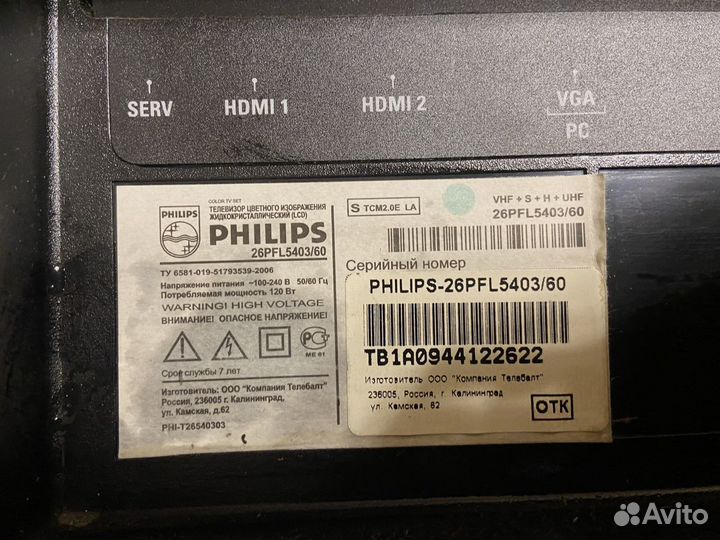 SERV
HDMI 1
HDMI 2
VGA
PC
PHILIPS
COLOR TV SET
ТЕЛЕВИЗОР ЦВЕТНОГО ИЗОБРАЖЕНИЯ
ЖИДКОКРИСТАЛЛИЧЕСКИЙ (LCD)
PHILIPS
26PFL5403/60
ТУ 6581-019-51793539-2006
Напряжение питания ~100-240 В 50/60 Гц
Потребляемая мощность 120 Вт
WARNING! HIGH VOLTAGE
ВНИМАНИЕ! ОПАСНОЕ НАПРЯЖЕНИЕ!
МЕ 61
Срок службы 7 лет
Изготовитель: ООО "Компания Телебалт"
Россия, 236005 г. Калининград,
ул. Камская, д.62
PHI-T26540303
S TCM2.0E LA
VHF + S + H + UHF
26PFL5403/60
Серийный номер
PHILIPS-26PFL5403/60
TB1A0944122622
Изготовитель ООО "Компания Телебалт"
236005, Россия, г. Калининград
ул. Камская, 62
ОТК
Avito